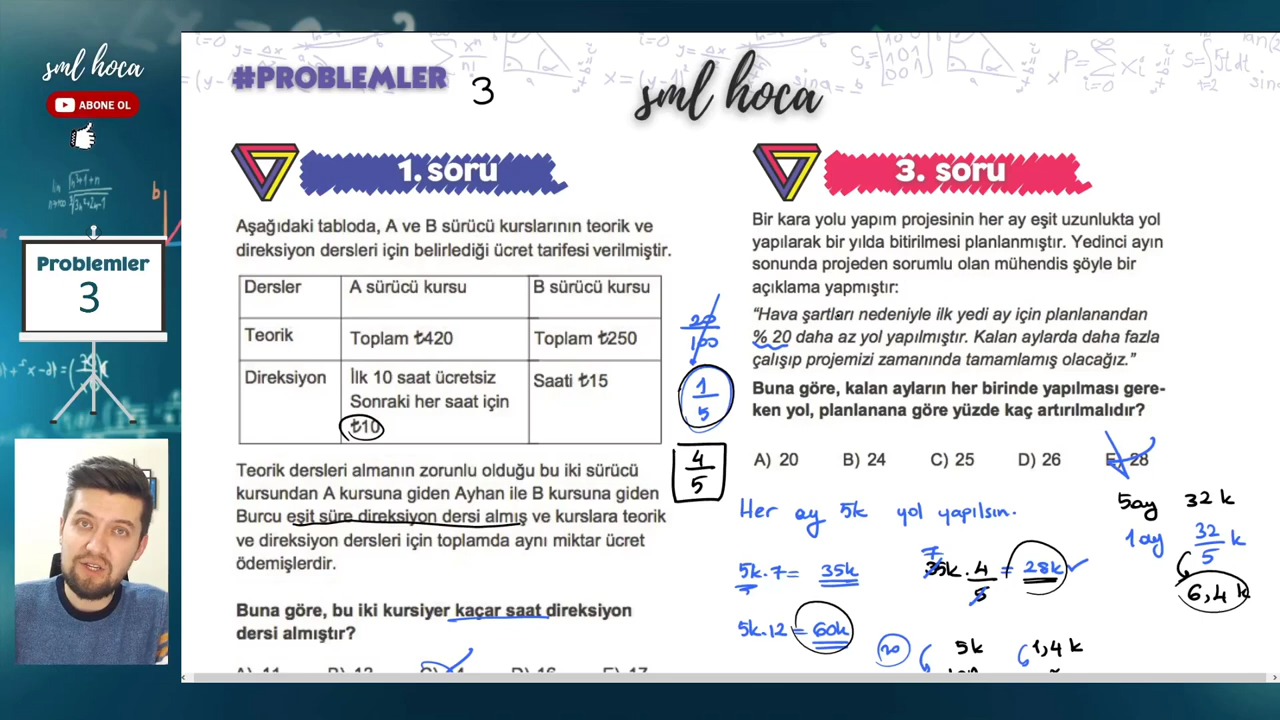 sml hoca
ABONE OL
Problemler
3
#PROBLEMLER
3
sml hoca
1. soru
Aşağıdaki tabloda, A ve B sürücü kurslarının teorik ve
direksiyon dersleri için belirlediği ücret tarifesi verilmiştir.
Dersler A sürücü kursu B sürücü kursu
Teorik Toplam ₺420 Toplam ₺250
Direksiyon İlk 10 saat ücretsiz Saati ₺15
Sonraki her saat için
₺10
Teorik dersleri almanın zorunlu olduğu bu iki sürücü
kursundan A kursuna giden Ayhan ile B kursuna giden
Burcu eşit süre direksiyon dersi almış ve kurslara teorik
ve direksiyon dersleri için toplamda aynı miktar ücret
ödemişlerdir.
Buna göre, bu iki kursiyer kaçar saat direksiyon
dersi almıştır?
20/100
1/5
4/5
3. soru
Bir kara yolu yapım projesinin her ay eşit uzunlukta yol
yapılarak bir yılda bitirilmesi planlanmıştır. Yedinci ayın
sonunda projeden sorumlu olan mühendis şöyle bir
açıklama yapmıştır:
"Hava şartları nedeniyle ilk yedi ay için planlanandan
% 20 daha az yol yapılmıştır. Kalan aylarda daha fazla
çalışıp projemizi zamanında tamamlamış olacağız."
Buna göre, kalan ayların her birinde yapılması gere-
ken yol, planlanana göre yüzde kaç artırılmalıdır?
A) 20 B) 24 C) 25 D) 26 E) 28
Her ay 5k yol yapılsın.
5ay 32k
1ay 32/5 k
6,4k
5k.7= 35k
7
35k.4/5 = 28k
5k.12 = 60k
20 5k 1,4k